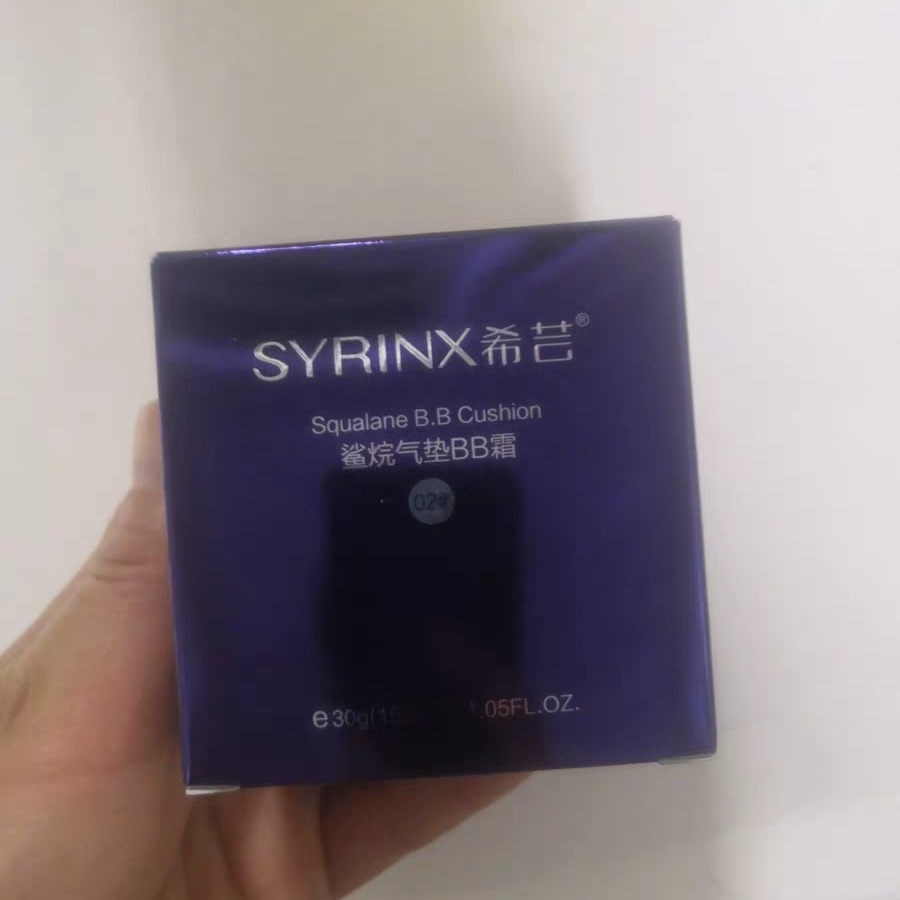 SYRINX希芸®
Squalane B.B Cushion
鲨烷气垫BB霜
02#
e30g(15 1.05FL.OZ.